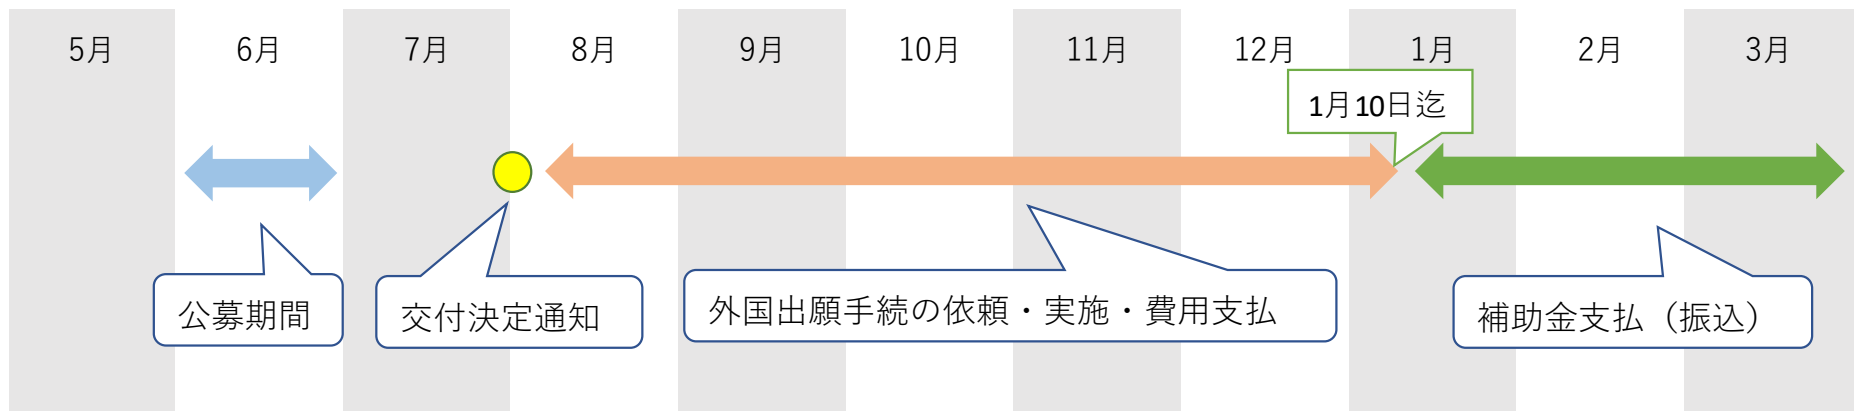 5月 6月 7月 8月 9月 10月 11月 12月 1月 2月 3月
1月10日迄
公募期間
交付決定通知
外国出願手続の依頼・実施・費用支払
補助金支払（振込）